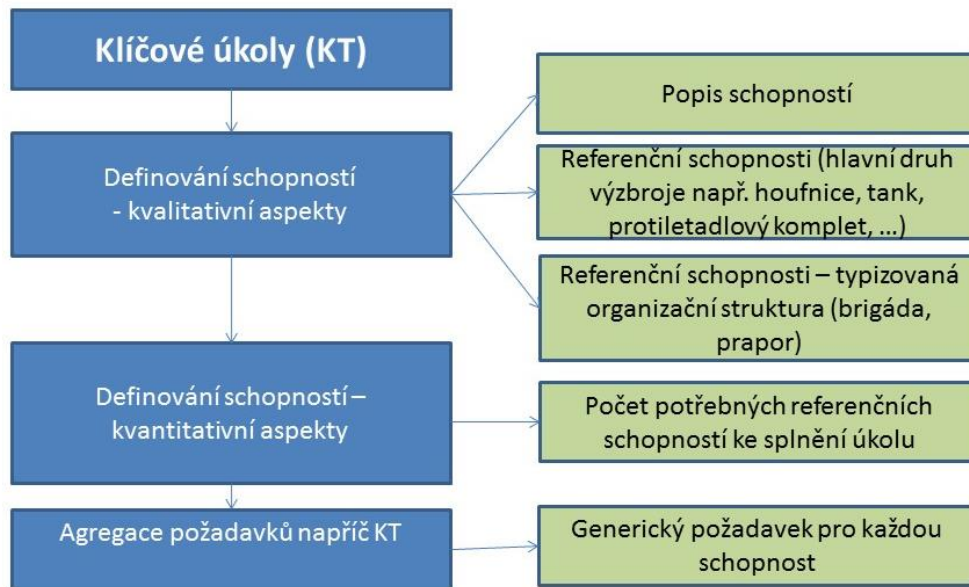 Klíčové úkoly (KT)
Definování schopností
- kvalitativní aspekty
Popis schopností
Referenční schopnosti (hlavní druh
výzbroje např. houfnice, tank,
protiletadlový komplet, …)
Referenční schopnosti – typizovaná
organizační struktura (brigáda,
prapor)
Definování schopností –
kvantitativní aspekty
Počet potřebných referenčních
schopností ke splnění úkolu
Agregace požadavků napříč KT
Generický požadavek pro každou
schopnost